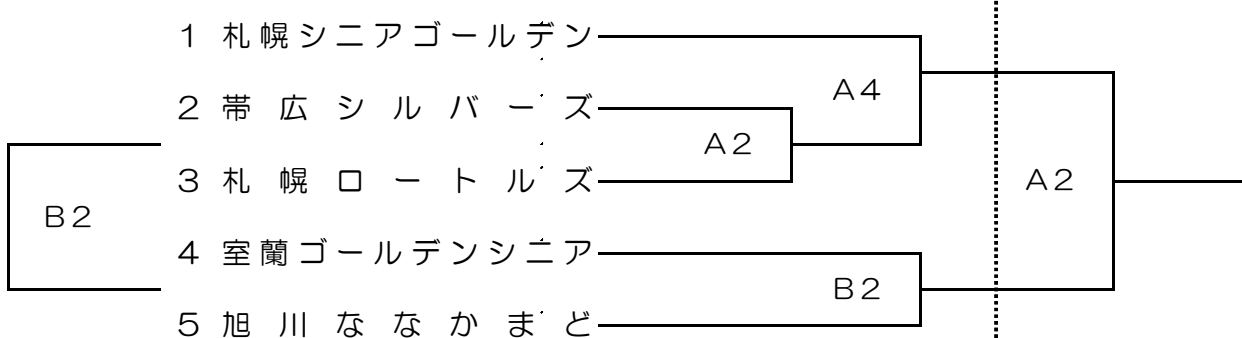 1 札幌シニアゴールデン
A4
2 帯広シルバーズ
A2
3 札幌ロートルズ
A2
B2
4 室蘭ゴールデンシニア
B2
5 旭川ななかまど